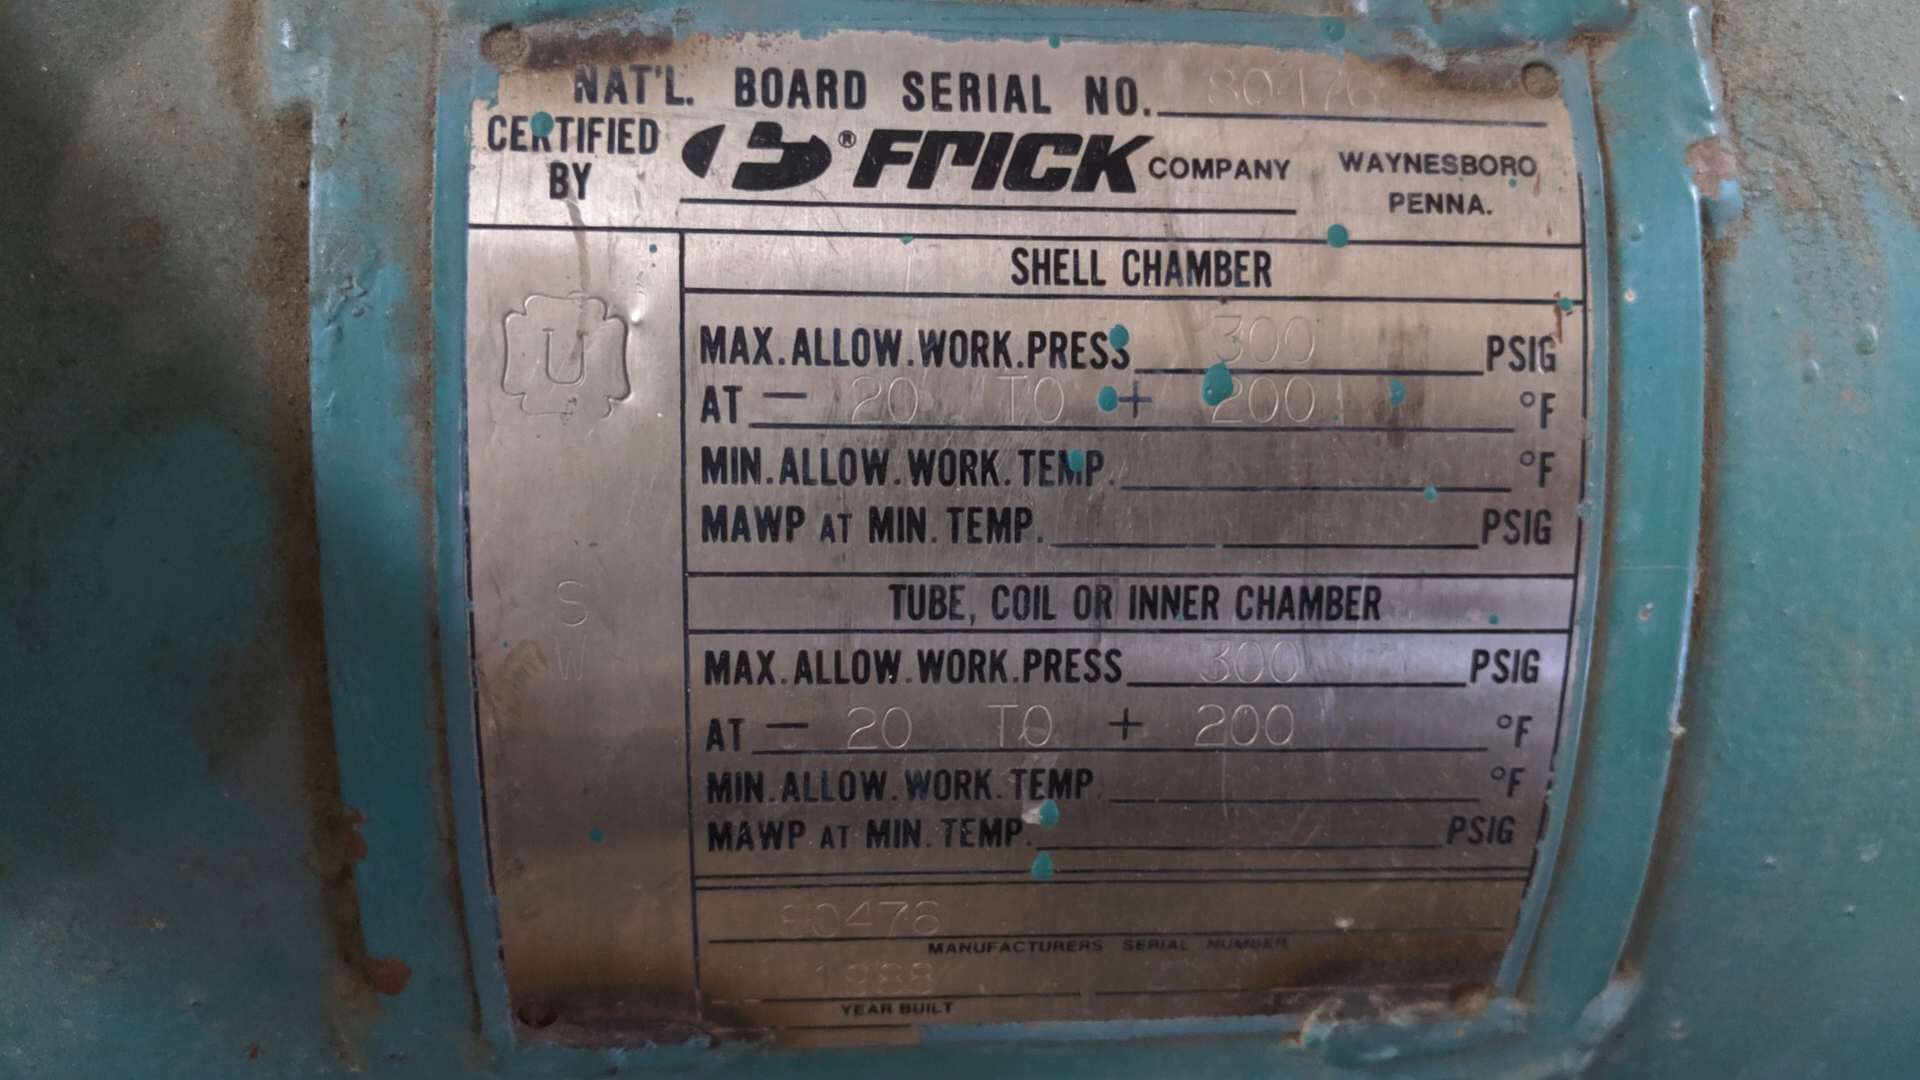 NAT'L. BOARD SERIAL NO. 80476
CERTIFIED BY ® FRICK COMPANY WAYNESBORO PENNA.
SHELL CHAMBER
U
MAX.ALLOW.WORK.PRESS 300 PSIG
AT - 20 TO + 200 °F
MIN.ALLOW.WORK.TEMP. °F
MAWP AT MIN.TEMP. PSIG
S
W
TUBE, COIL OR INNER CHAMBER
MAX.ALLOW.WORK.PRESS 300 PSIG
AT - 20 TO + 200 °F
MIN.ALLOW.WORK.TEMP. °F
MAWP AT MIN.TEMP. PSIG
80476
MANUFACTURERS SERIAL NUMBER
1988
YEAR BUILT